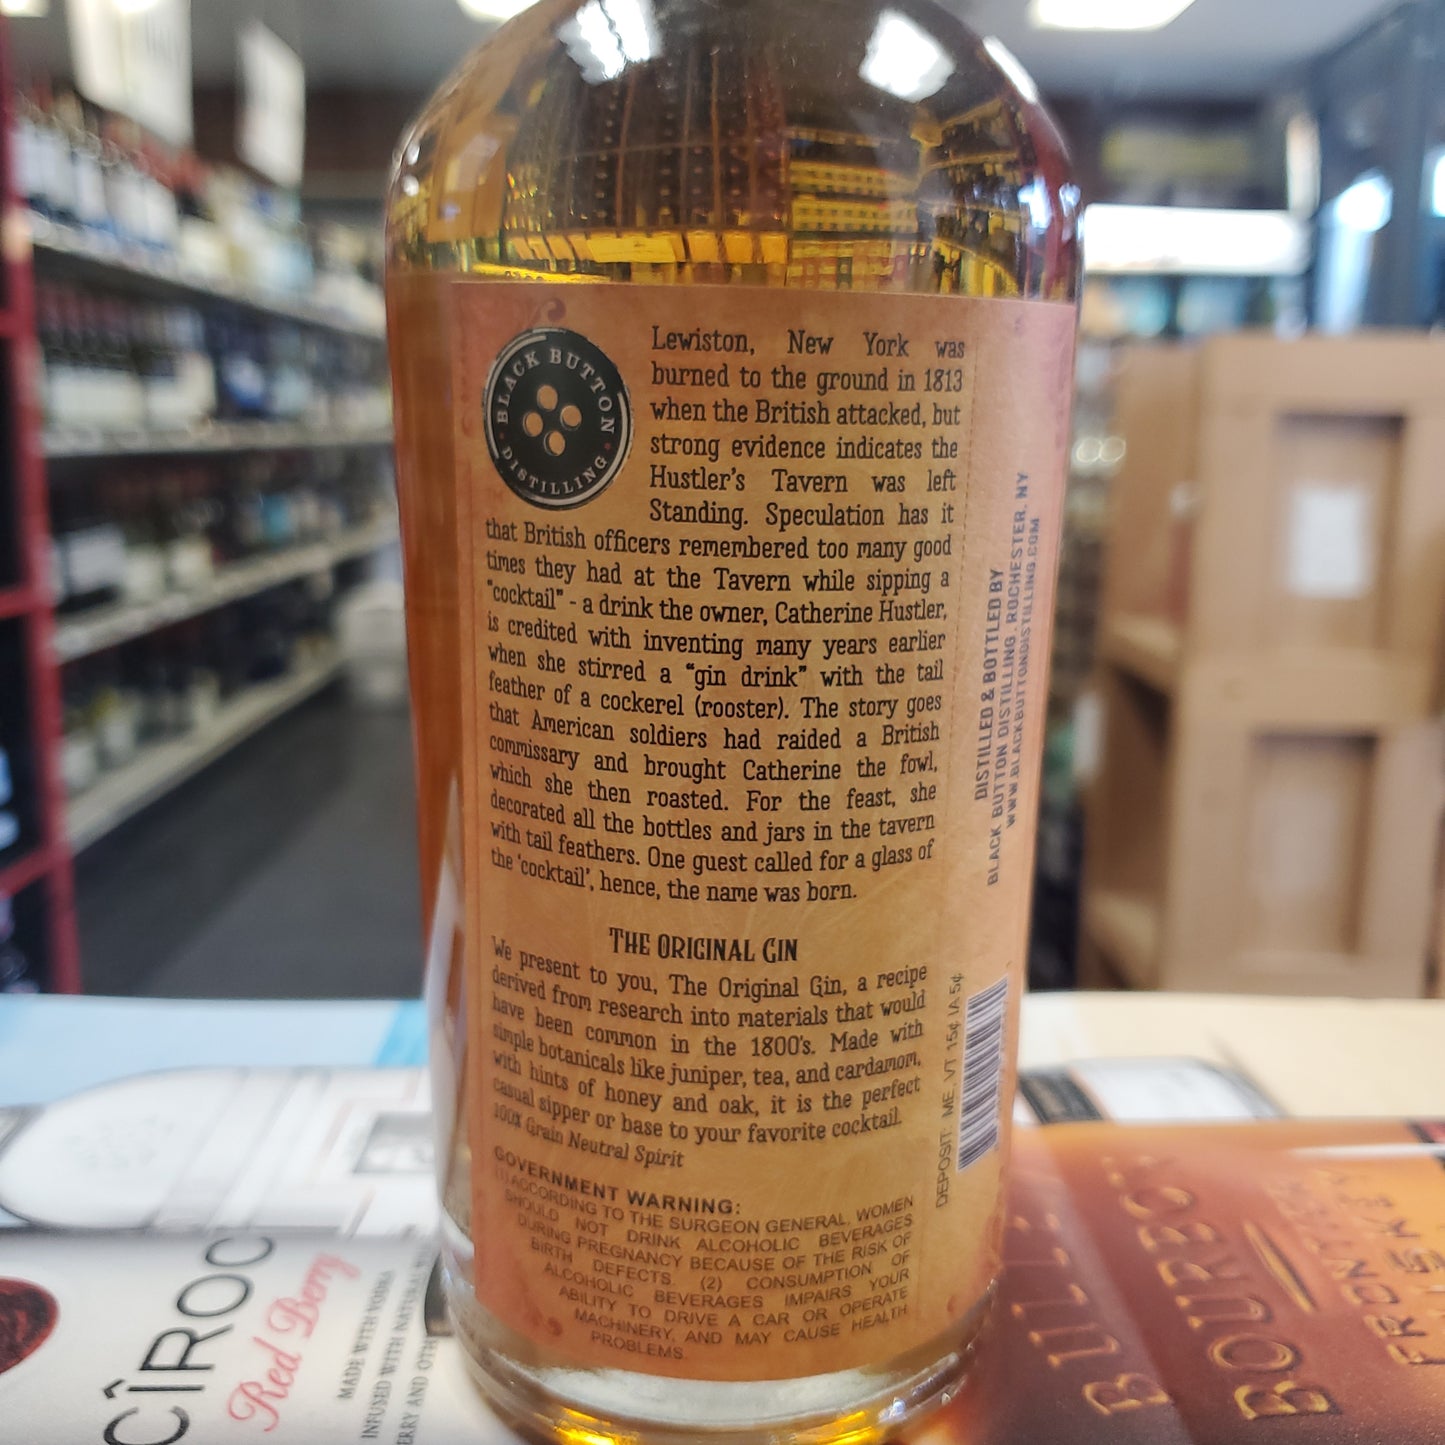 BLACK BUTTON
DISTILLING
Lewiston, New York was
burned to the ground in 1813
when the British attacked, but
strong evidence indicates the
Hustler's Tavern was left
Standing. Speculation has it
that British officers remembered too many good
times they had at the Tavern while sipping a
"cocktail" - a drink the owner, Catherine Hustler,
is credited with inventing many years earlier
when she stirred a "gin drink" with the tail
feather of a cockerel (rooster). The story goes
that American soldiers had raided a British
commissary and brought Catherine the fowl,
which she then roasted. For the feast, she
decorated all the bottles and jars in the tavern
with tail feathers. One guest called for a glass of
the 'cocktail', hence, the name was born.
THE ORIGINAL GIN
We present to you, The Original Gin, a recipe
derived from research into materials that would
have been common in the 1800's. Made with
simple botanicals like juniper, tea, and cardamom,
with hints of honey and oak, it is the perfect
casual sipper or base to your favorite cocktail.
100% Grain Neutral Spirit
GOVERNMENT WARNING:
(1) ACCORDING TO THE SURGEON GENERAL, WOMEN
SHOULD NOT DRINK ALCOHOLIC BEVERAGES
DURING PREGNANCY BECAUSE OF THE RISK OF
BIRTH DEFECTS. (2) CONSUMPTION OF
ALCOHOLIC BEVERAGES IMPAIRS YOUR
ABILITY TO DRIVE A CAR OR OPERATE
MACHINERY, AND MAY CAUSE HEALTH
PROBLEMS.
DISTILLED & BOTTLED BY
BLACK BUTTON DISTILLING, ROCHESTER, NY
WWW.BLACKBUTTONDISTILLING.COM
DEPOSIT: ME, VT 15¢ IA 5¢
CÎROC
Red Berry
MADE WITH VODKA
INFUSED WITH NATURAL
ERRY AND OTH
BULLE
BOURBO
FRONTIER